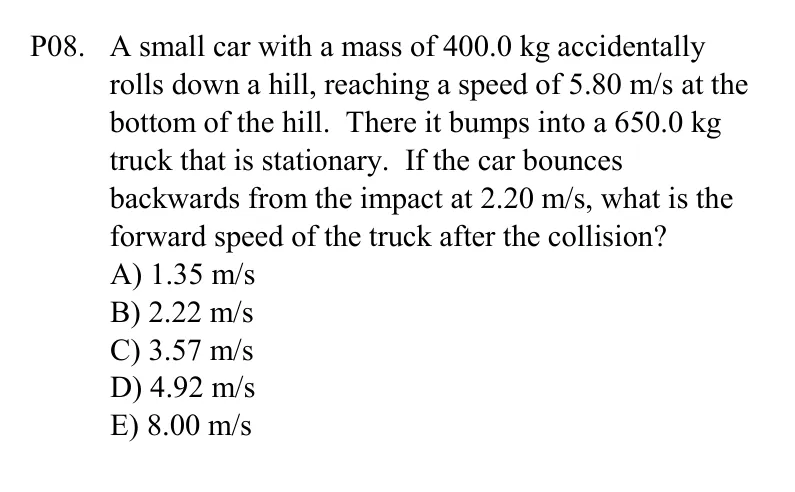 P08. A small car with a mass of 400.0 kg accidentally
rolls down a hill, reaching a speed of 5.80 m/s at the
bottom of the hill. There it bumps into a 650.0 kg
truck that is stationary. If the car bounces
backwards from the impact at 2.20 m/s, what is the
forward speed of the truck after the collision?
A) 1.35 m/s
B) 2.22 m/s
C) 3.57 m/s
D) 4.92 m/s
E) 8.00 m/s